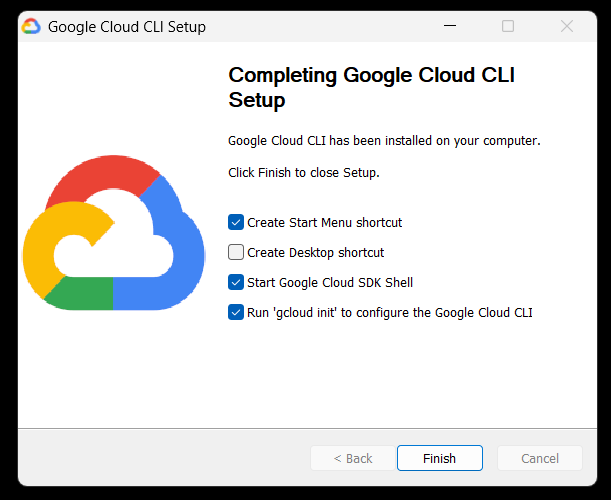 Google Cloud CLI Setup
Completing Google Cloud CLI
Setup
Google Cloud CLI has been installed on your computer.
Click Finish to close Setup.
Create Start Menu shortcut
Create Desktop shortcut
Start Google Cloud SDK Shell
Run 'gcloud init' to configure the Google Cloud CLI
< Back
Finish
Cancel